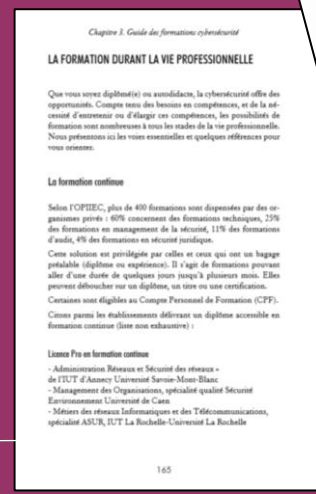 Chapitre 3. Guide des formations cybersécurité
LA FORMATION DURANT LA VIE PROFESSIONNELLE
Que vous soyez diplômé(e) ou autodidacte, la cybersécurité offre des
opportunités. Compte tenu des besoins en compétences, et de la né-
cessité d'entretenir ou d'élargir ces compétences, les possibilités de
formation sont nombreuses à tous les stades de la vie professionnelle.
Nous présentons ici les voies essentielles et quelques références pour
vous orienter.
La formation continue
Selon l'OPIIEC, plus de 400 formations sont dispensées par des or-
ganismes privés : 60% concernent des formations techniques, 25%
des formations en management de la sécurité, 11% des formations
d'audit, 4% des formations en sécurité juridique.
Cette solution est privilégiée par celles et ceux qui ont un bagage
préalable (diplôme ou expérience). Il s'agit de formations pouvant
aller d'une durée de quelques jours jusqu'à plusieurs mois. Elles
peuvent déboucher sur un diplôme, un titre ou une certification.
Certaines sont éligibles au Compte Personnel de Formation (CPF).
Citons parmi les établissements délivrant un diplôme accessible en
formation continue (liste non exhaustive) :
Licence Pro en formation continue
- Administration Réseaux et Sécurité des réseaux »
de l'IUT d'Annecy Université Savoie-Mont-Blanc
- Management des Organisations, spécialité qualité Sécurité
Environnement Université de Caen
- Métiers des réseaux Informatiques et des Télécommunications,
spécialité ASUR, IUT La Rochelle-Université La Rochelle
165